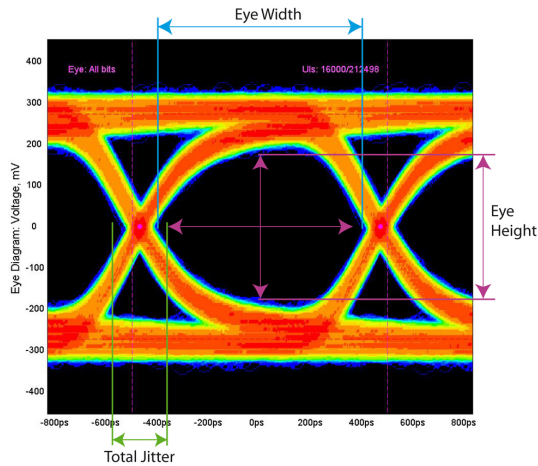 Eye Width
Eye: All bits
UIs: 16000/212498
400
300
200
100
0
-100
-200
-300
-400
Eye Diagram: Voltage, mV
Eye
Height
-800ps
-600ps
-400ps
-200ps
0ps
200ps
400ps
600ps
800ps
Total Jitter